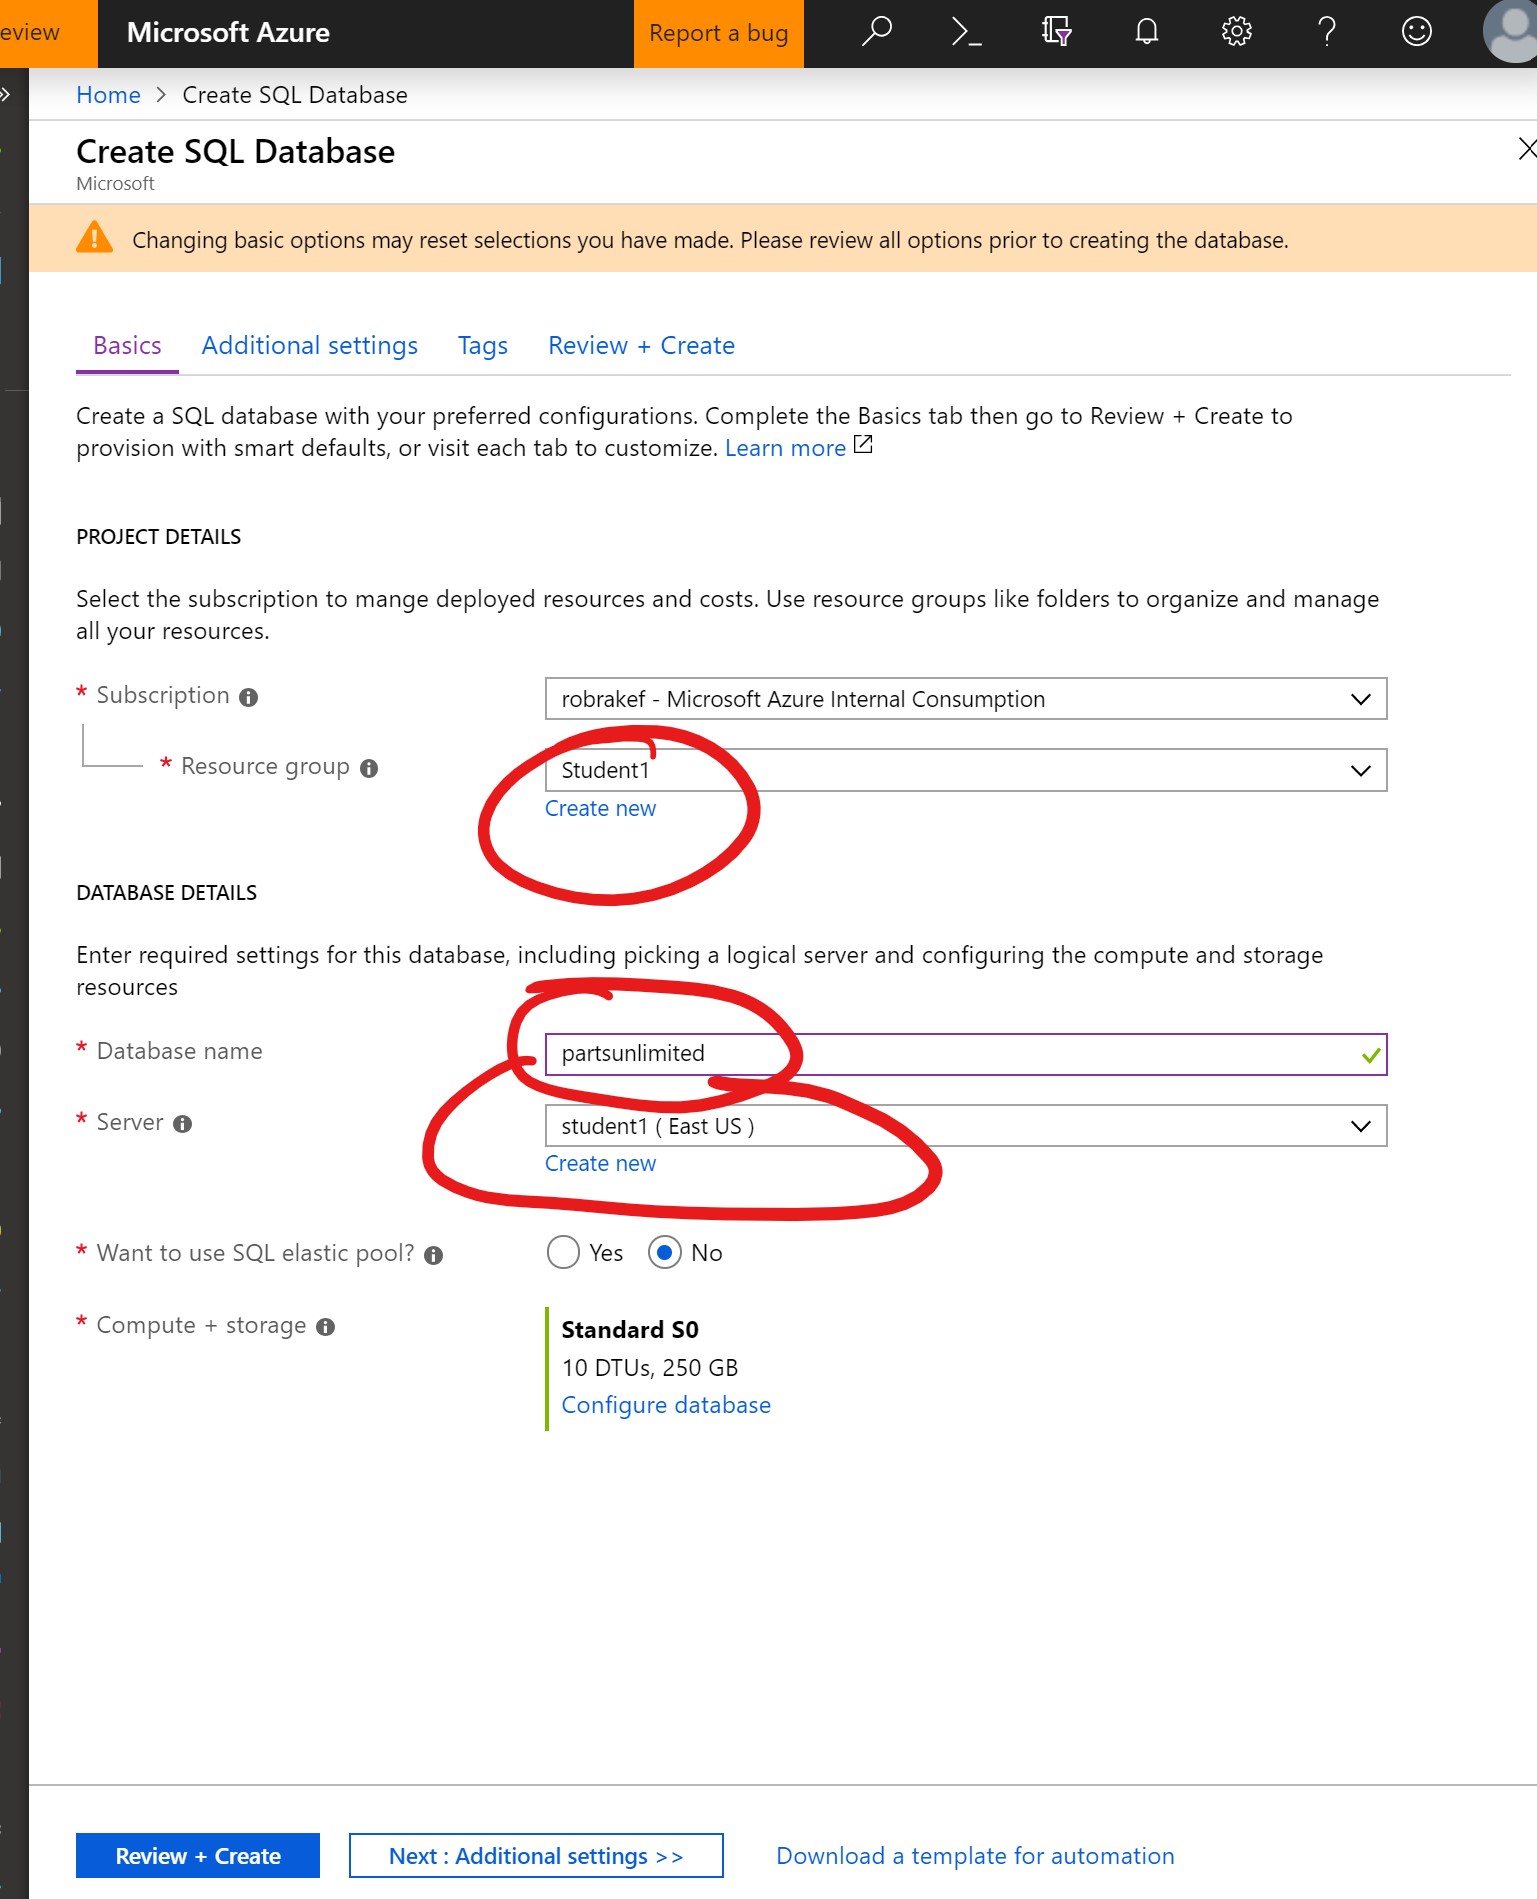 eview
Microsoft Azure
Report a bug
Home > Create SQL Database
Create SQL Database
Microsoft
Changing basic options may reset selections you have made. Please review all options prior to creating the database.
Basics
Additional settings
Tags
Review + Create
Create a SQL database with your preferred configurations. Complete the Basics tab then go to Review + Create to
provision with smart defaults, or visit each tab to customize. Learn more
PROJECT DETAILS
Select the subscription to mange deployed resources and costs. Use resource groups like folders to organize and manage
all your resources.
* Subscription
robrakef - Microsoft Azure Internal Consumption
* Resource group
Student1
Create new
DATABASE DETAILS
Enter required settings for this database, including picking a logical server and configuring the compute and storage
resources
* Database name
partsunlimited
* Server
student1 ( East US )
Create new
* Want to use SQL elastic pool?
Yes
No
* Compute + storage
Standard S0
10 DTUs, 250 GB
Configure database
Review + Create
Next : Additional settings >>
Download a template for automation